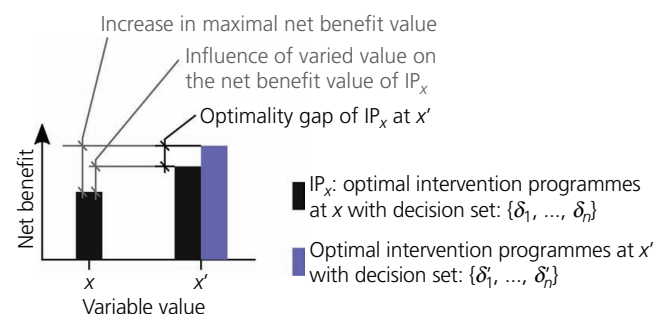 Increase in maximal net benefit value
Influence of varied value on
the net benefit value of IPₓ
Optimality gap of IPₓ at x′
Net benefit
x
x′
Variable value
IPₓ: optimal intervention programmes
at x with decision set: {δ₁, ..., δₙ}
Optimal intervention programmes at x′
with decision set: {δ′₁, ..., δ′ₙ}